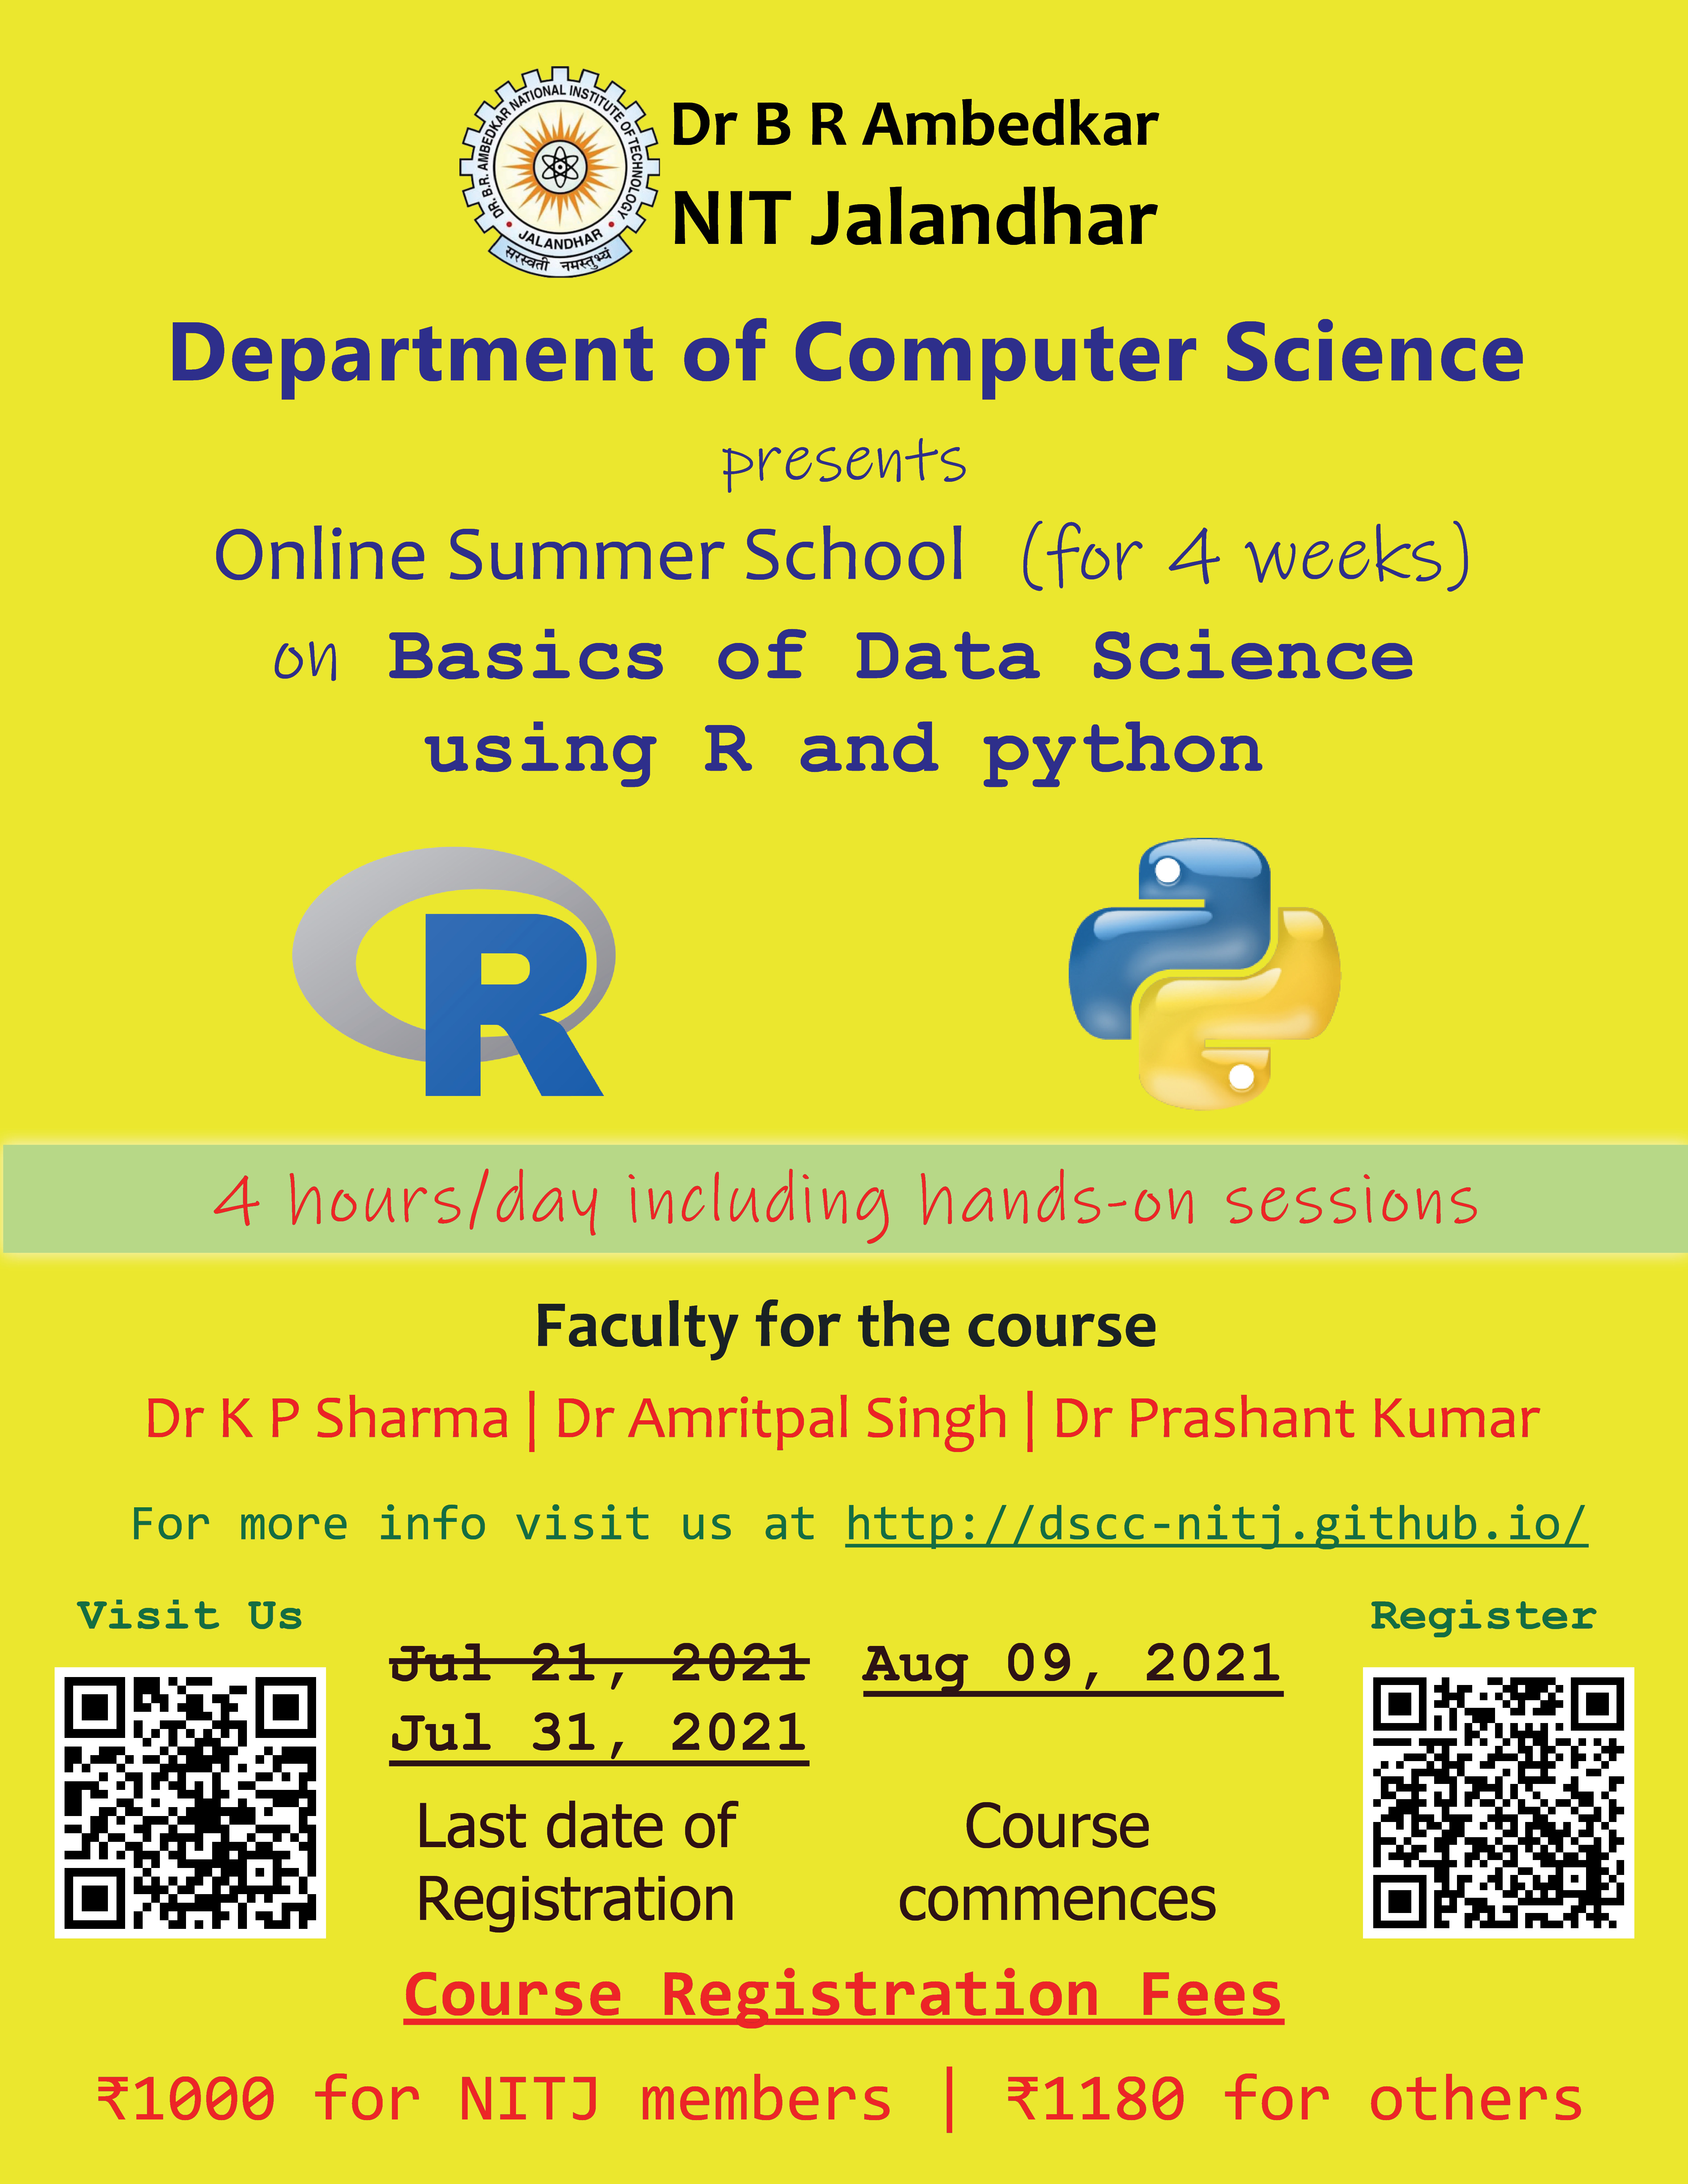 DR. B.R. AMBEDKAR NATIONAL INSTITUTE OF TECHNOLOGY
JALANDHAR
सरस्वती नमस्तुभ्यं
Dr B R Ambedkar
NIT Jalandhar
Department of Computer Science
presents
Online Summer School (for 4 weeks)
on Basics of Data Science
using R and python
R
4 hours/day including hands-on sessions
Faculty for the course
Dr K P Sharma | Dr Amritpal Singh | Dr Prashant Kumar
For more info visit us at http://dscc-nitj.github.io/
Visit Us
Register
Jul 21, 2021
Jul 31, 2021
Last date of
Registration
Aug 09, 2021
Course
commences
Course Registration Fees
₹1000 for NITJ members | ₹1180 for others